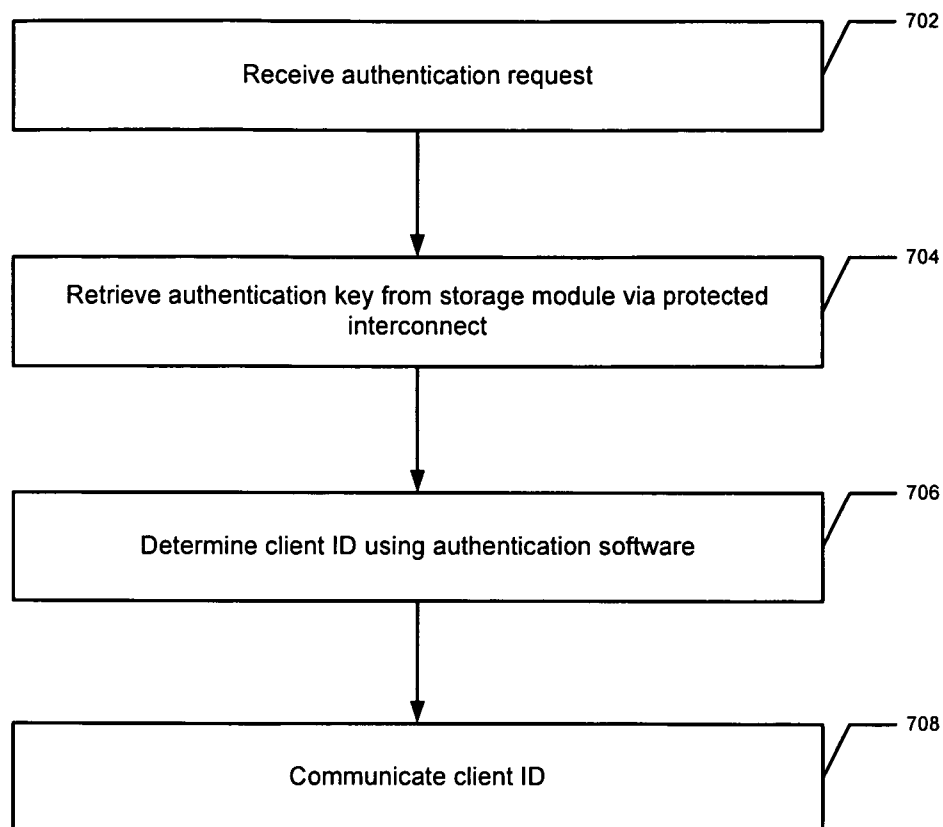 702
Receive authentication request
704
Retrieve authentication key from storage module via protected
interconnect
706
Determine client ID using authentication software
708
Communicate client ID